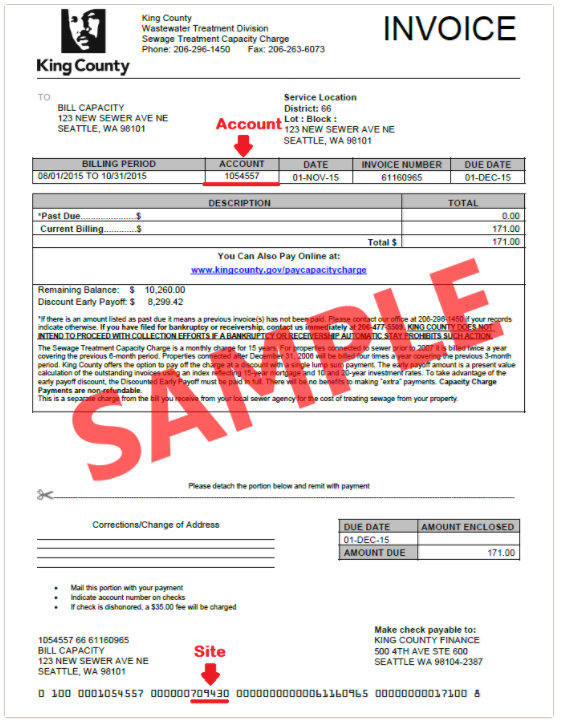 King County
Wastewater Treatment Division
Sewage Treatment Capacity Charge
Phone: 206-296-1450 Fax: 206-263-6073
INVOICE
King County
TO
BILL CAPACITY
123 NEW SEWER AVE NE
SEATTLE, WA 98101
Service Location
District: 66
Lot : Block :
123 NEW SEWER AVE NE
SEATTLE, WA 98101
Account
BILLING PERIOD ACCOUNT DATE INVOICE NUMBER DUE DATE
08/01/2015 TO 10/31/2015 1054557 01-NOV-15 61160965 01-DEC-15
DESCRIPTION TOTAL
*Past Due......................$ 0.00
Current Billing.............$ 171.00
Total $ 171.00
You Can Also Pay Online at:
www.kingcounty.gov/paycapacitycharge
Remaining Balance: $ 10,260.00
Discount Early Payoff: $ 8,299.42
*If there is an amount listed as past due it means a previous invoice(s) has not been paid. Please contact our office at 206-296-1450 if your records
indicate otherwise. If you have filed for bankruptcy or receivership, contact us immediately at 206-477-5509. KING COUNTY DOES NOT
INTEND TO PROCEED WITH COLLECTION EFFORTS IF A BANKRUPTCY OR RECEIVERSHIP AUTOMATIC STAY PROHIBITS SUCH ACTION.
The Sewage Treatment Capacity Charge is a monthly charge for 15 years. For properties connected to sewer prior to 2007 it is billed twice a year
covering the previous 6-month period. Properties connected after December 31, 2006 will be billed four times a year covering the previous 3-month
period. King County offers the option to pay off the charge at a discount with a single lump sum payment. The early payoff amount is a present value
calculation of the outstanding invoices using an index reflecting 15-year mortgage and 10 and 20-year investment rates. To take advantage of the
early payoff discount, the Discounted Early Payoff must be paid in full. There will be no benefits to making "extra" payments. Capacity Charge
Payments are non-refundable.
This is a separate charge from the bill you receive from your local sewer agency for the cost of treating sewage from your property.
SAMPLE
Please detach the portion below and remit with payment
Corrections/Change of Address
DUE DATE AMOUNT ENCLOSED
01-DEC-15
AMOUNT DUE 171.00
• Mail this portion with your payment
• Indicate account number on checks
• If check is dishonored, a $35.00 fee will be charged
1054557 66 61160965
BILL CAPACITY
123 NEW SEWER AVE NE
SEATTLE, WA 98101
Site
Make check payable to:
KING COUNTY FINANCE
500 4TH AVE STE 600
SEATTLE WA 98104-2387
0 100 0001054557 000000709430 0000000000000061160965 00000000017100 8